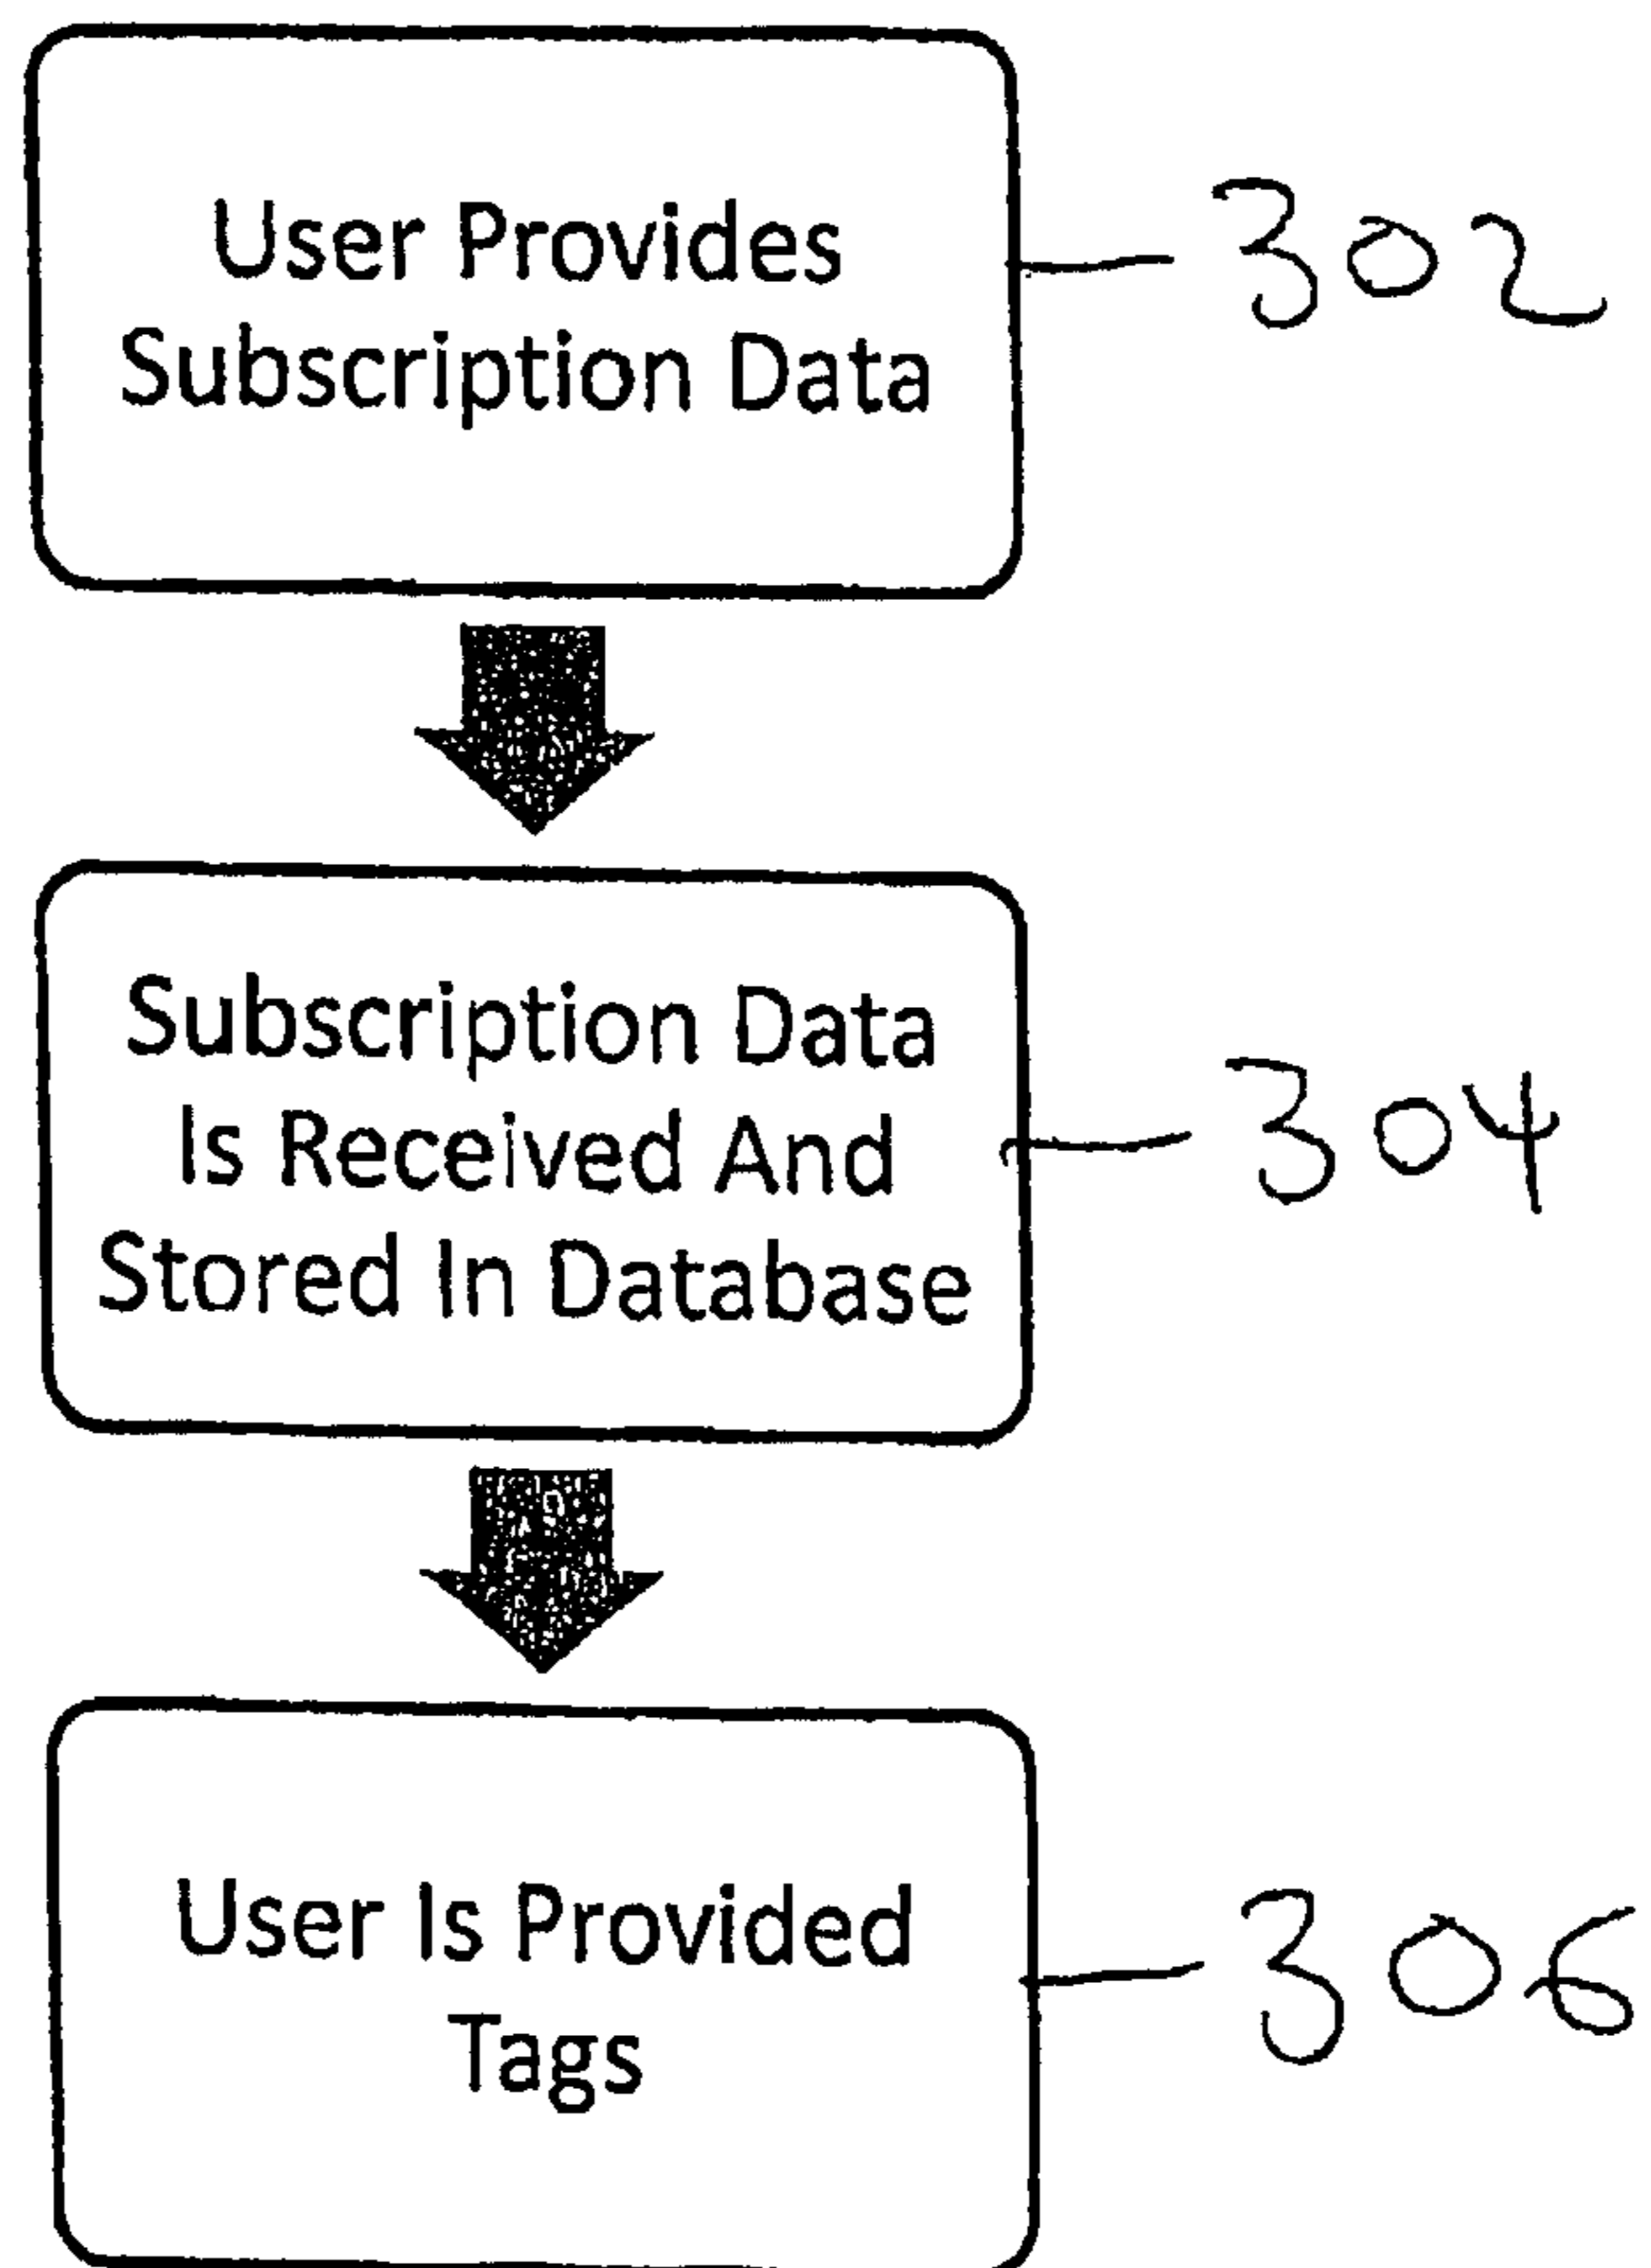 User Provides
Subscription Data
302
Subscription Data
Is Received And
Stored In Database
304
User Is Provided
Tags
306